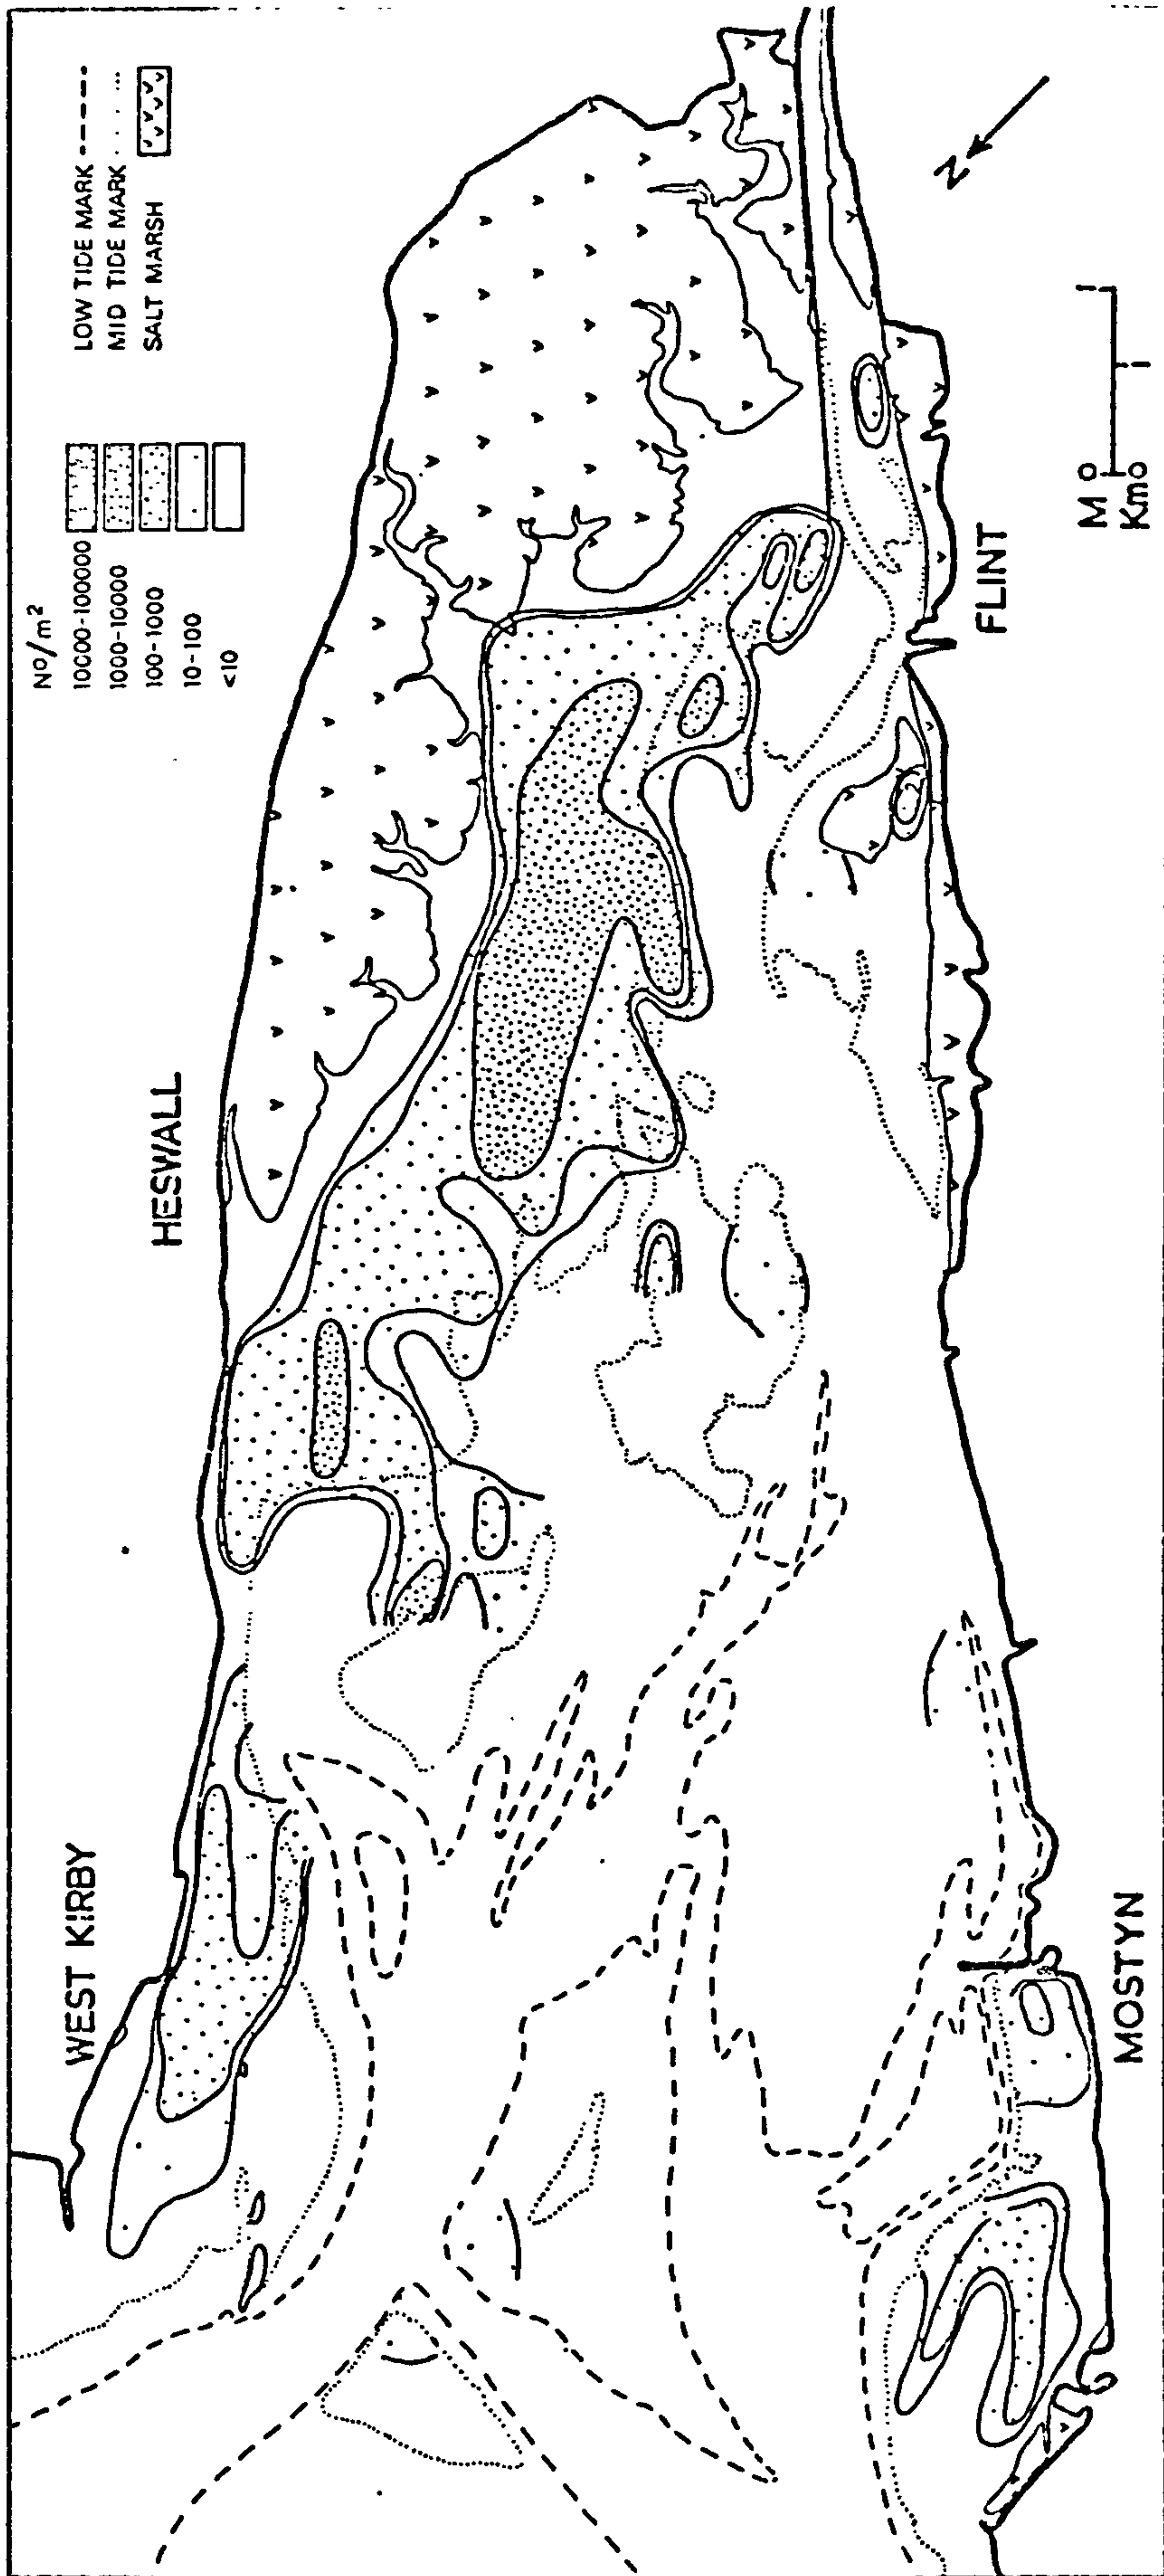 LOW TIDE MARK
MID TIDE MARK
SALT MARSH
No/m²
10000-100000
1000-10000
100-1000
10-100
<10
HESWALL
WEST KIRBY
FLINT
MOSTYN
N
M 0 1
Km 0 1